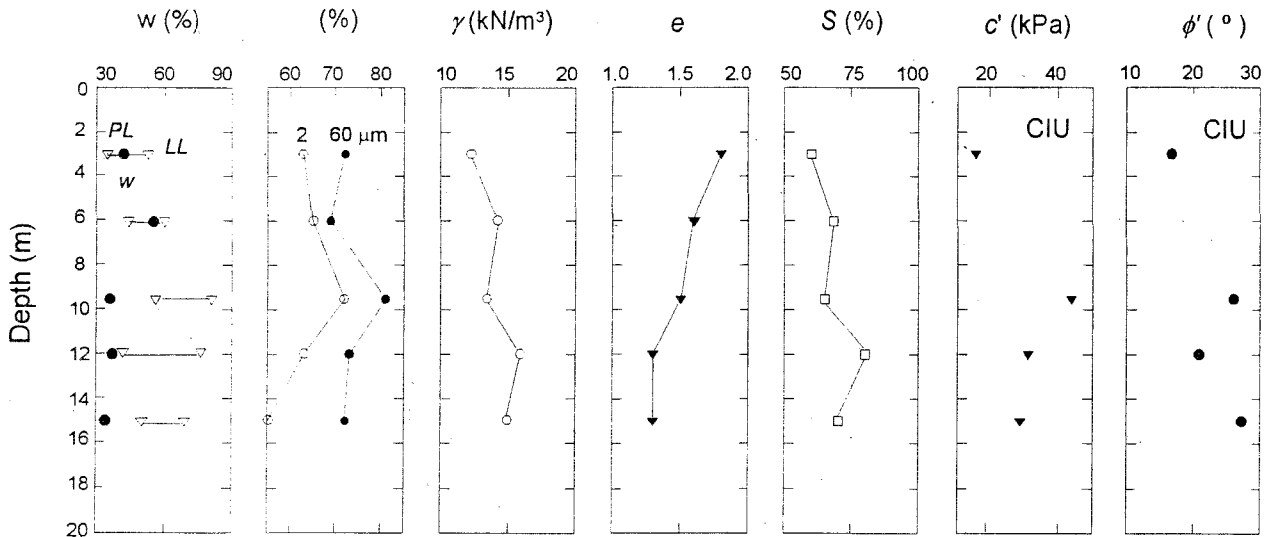 w (%) (%) γ (kN/m³) e S (%) c' (kPa) ϕ' ( º )
30 60 90 60 70 80 10 15 20 1.0 1.5 2.0 50 75 100 20 40 10 20 30
0
2
PL 2 60 μm CIU CIU
LL
4
w
6
8
Depth (m)
10
12
14
16
18
20